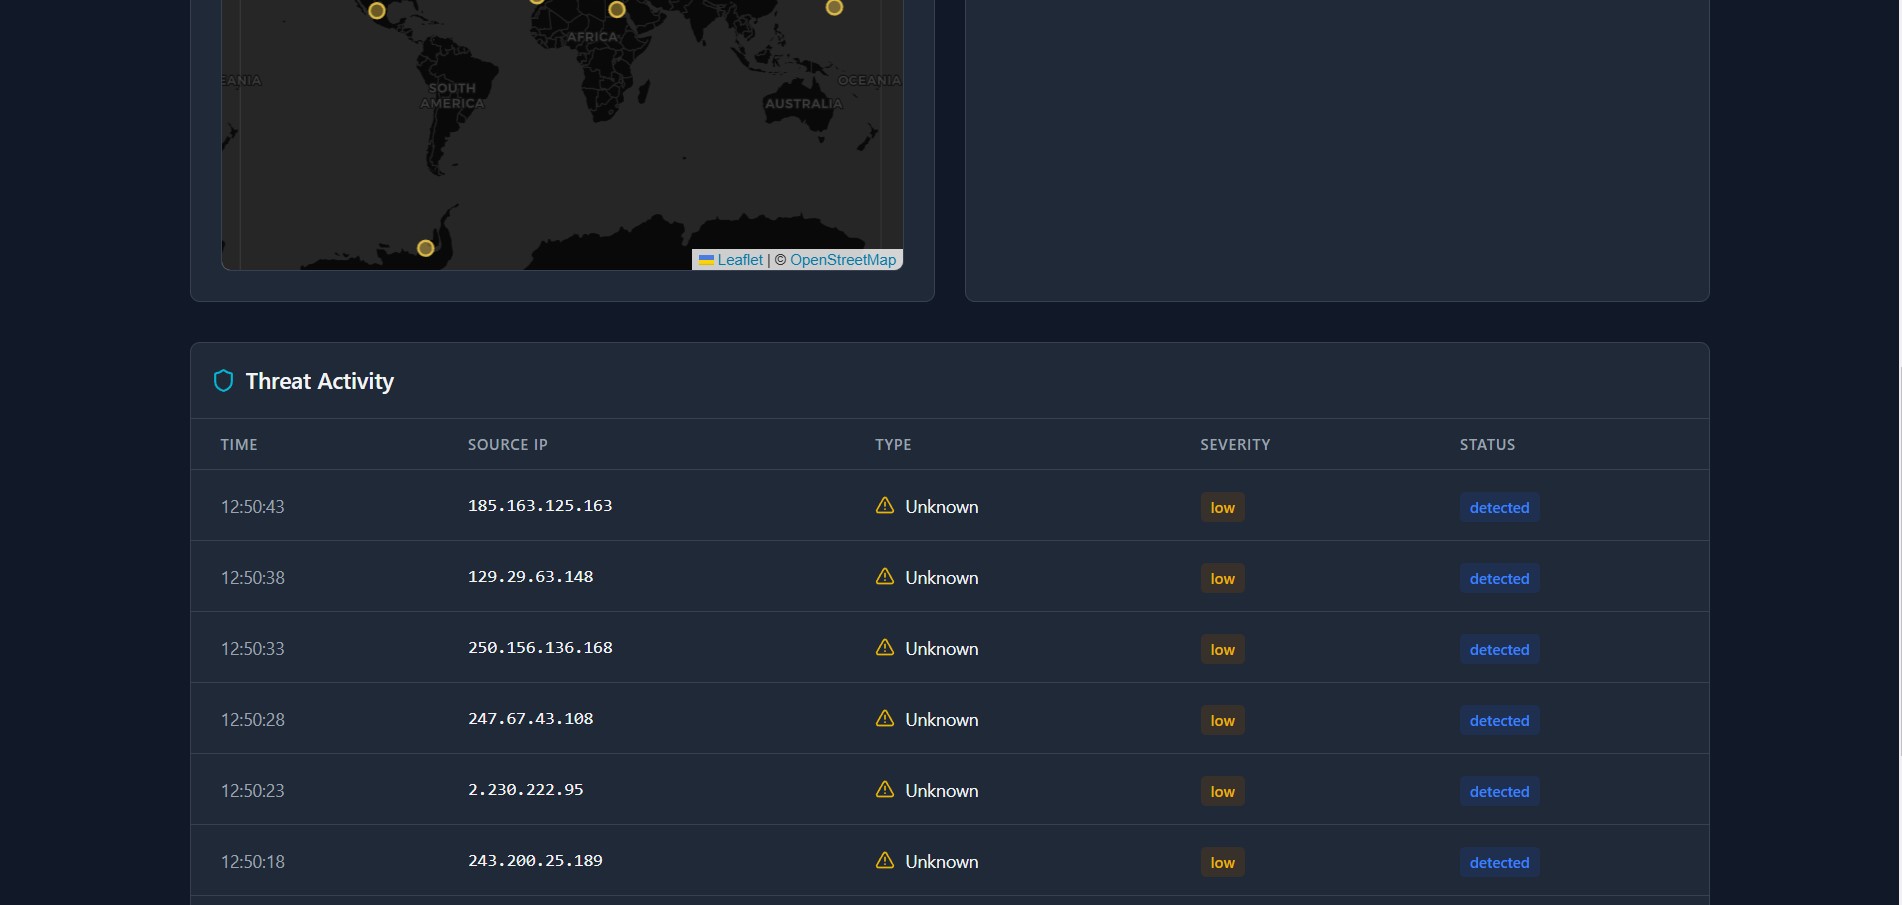 AFRICA
EANIA
OCEANIA
SOUTH
AMERICA
AUSTRALIA
Leaflet | © OpenStreetMap
Threat Activity
TIME SOURCE IP TYPE SEVERITY STATUS
12:50:43 185.163.125.163 Unknown low detected
12:50:38 129.29.63.148 Unknown low detected
12:50:33 250.156.136.168 Unknown low detected
12:50:28 247.67.43.108 Unknown low detected
12:50:23 2.230.222.95 Unknown low detected
12:50:18 243.200.25.189 Unknown low detected